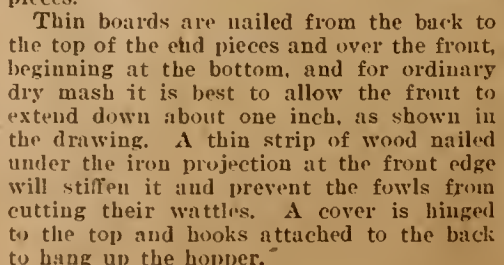 pieces.
Thin boards are nailed from the back to
the top of the end pieces and over the front,
beginning at the bottom, and for ordinary
dry mash it is best to allow the front to
extend down about one inch, as shown in
the drawing. A thin strip of wood nailed
under the iron projection at the front edge
will stiffen it and prevent the fowls from
cutting their wattles. A cover is hinged
to the top and hooks attached to the back
to hang up the hopper.